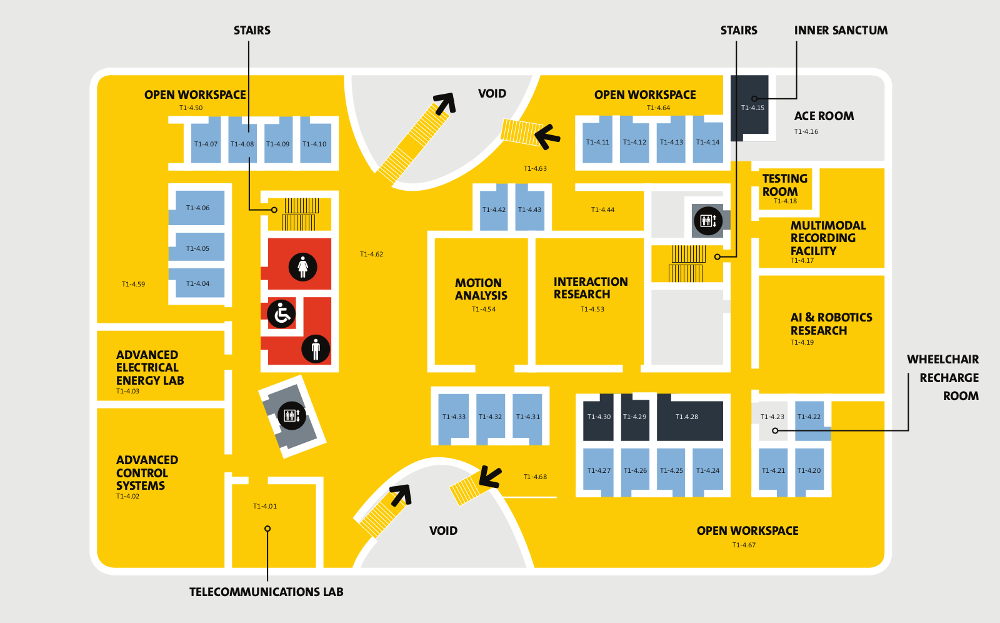 STAIRS
STAIRS
INNER SANCTUM
OPEN WORKSPACE
T1-4.50
VOID
OPEN WORKSPACE
T1-4.64
T1-4.15
ACE ROOM
T1-4.16
T1-4.07
T1-4.08
T1-4.09
T1-4.10
T1-4.11
T1-4.12
T1-4.13
T1-4.14
T1-4.63
TESTING
ROOM
T1-4.18
T1-4.06
T1-4.42
T1-4.43
T1-4.44
MULTIMODAL
RECORDING
FACILITY
T1-4.17
T1-4.05
T1-4.62
T1-4.04
T1-4.59
MOTION
ANALYSIS
T1-4.54
INTERACTION
RESEARCH
T1-4.53
AI & ROBOTICS
RESEARCH
T1-4.19
ADVANCED
ELECTRICAL
ENERGY LAB
T1-4.03
WHEELCHAIR
RECHARGE
ROOM
T1-4.33
T1-4.32
T1-4.31
T1-4.30
T1-4.29
T1-4.28
T1-4.23
T1-4.22
ADVANCED
CONTROL
SYSTEMS
T1-4.02
T1-4.68
T1-4.27
T1-4.26
T1-4.25
T1-4.24
T1-4.21
T1-4.20
T1-4.01
VOID
OPEN WORKSPACE
T1-4.67
TELECOMMUNICATIONS LAB